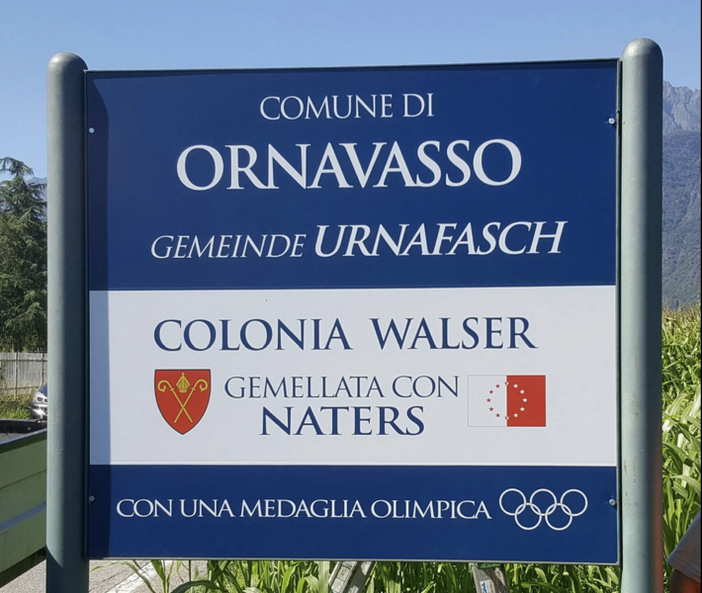 COMUNE DI
ORNAVASSO
GEMEINDE URNAFASCH
COLONIA WALSER
GEMELLATA CON
NATERS
CON UNA MEDAGLIA OLIMPICA